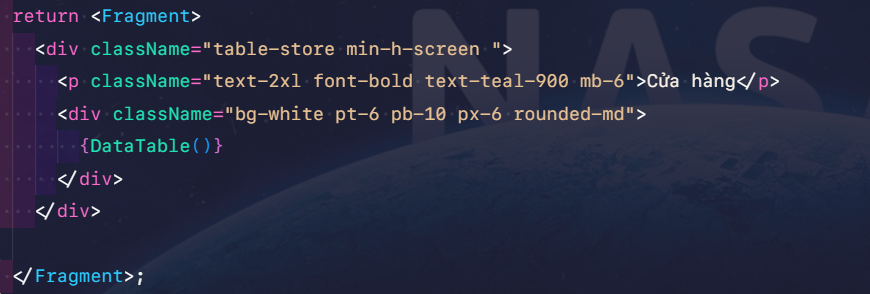 return <Fragment>
<div className="table-store min-h-screen ">
<p className="text-2xl font-bold text-teal-900 mb-6">Cửa hàng</p>
<div className="bg-white pt-6 pb-10 px-6 rounded-md">
{DataTable()}
</div>
</div>
</Fragment>;
NAS